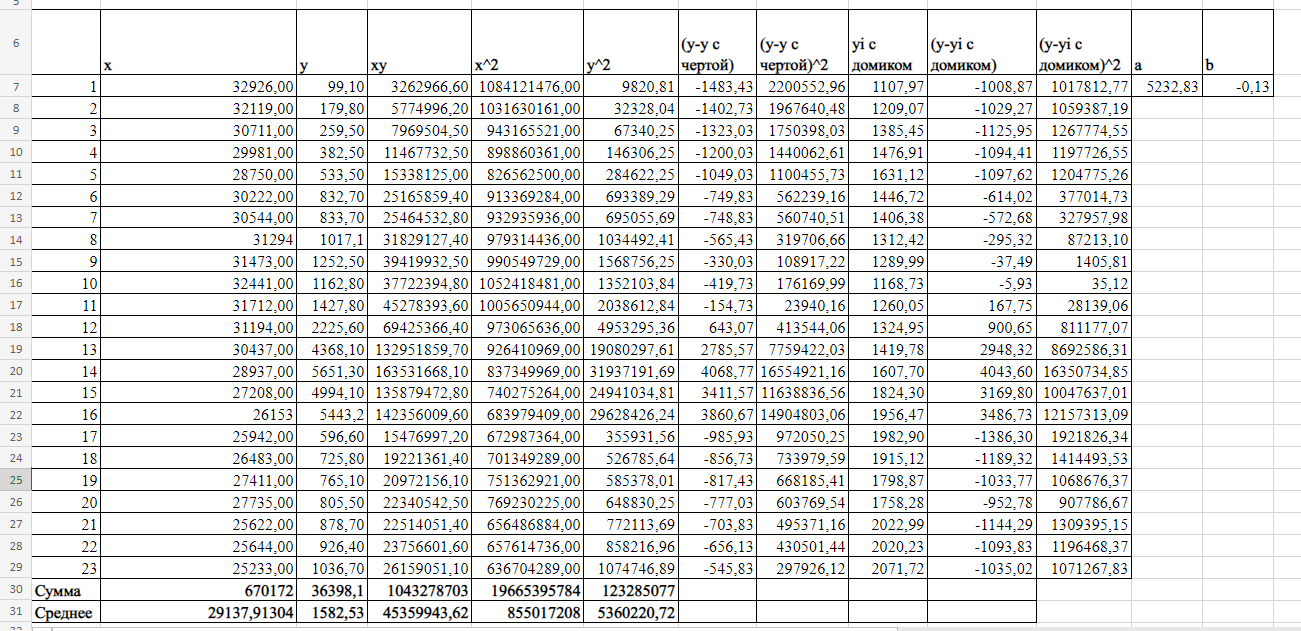 6 x y xy x^2 y^2 (y-y с чертой) (y-y с чертой)^2 yi с домиком (y-yi с домиком) (y-yi с домиком)^2 a b
7 1 32926,00 99,10 3262966,60 1084121476,00 9820,81 -1483,43 2200552,96 1107,97 -1008,87 1017812,77 5232,83 -0,13
8 2 32119,00 179,80 5774996,20 1031630161,00 32328,04 -1402,73 1967640,48 1209,07 -1029,27 1059387,19
9 3 30711,00 259,50 7969504,50 943165521,00 67340,25 -1323,03 1750398,03 1385,45 -1125,95 1267774,55
10 4 29981,00 382,50 11467732,50 898860361,00 146306,25 -1200,03 1440062,61 1476,91 -1094,41 1197726,55
11 5 28750,00 533,50 15338125,00 826562500,00 284622,25 -1049,03 1100455,73 1631,12 -1097,62 1204775,26
12 6 30222,00 832,70 25165859,40 913369284,00 693389,29 -749,83 562239,16 1446,72 -614,02 377014,73
13 7 30544,00 833,70 25464532,80 932935936,00 695055,69 -748,83 560740,51 1406,38 -572,68 327957,98
14 8 31294 1017,1 31829127,40 979314436,00 1034492,41 -565,43 319706,66 1312,42 -295,32 87213,10
15 9 31473,00 1252,50 39419932,50 990549729,00 1568756,25 -330,03 108917,22 1289,99 -37,49 1405,81
16 10 32441,00 1162,80 37722394,80 1052418481,00 1352103,84 -419,73 176169,99 1168,73 -5,93 35,12
17 11 31712,00 1427,80 45278393,60 1005650944,00 2038612,84 -154,73 23940,16 1260,05 167,75 28139,06
18 12 31194,00 2225,60 69425366,40 973065636,00 4953295,36 643,07 413544,06 1324,95 900,65 811177,07
19 13 30437,00 4368,10 132951859,70 926410969,00 19080297,61 2785,57 7759422,03 1419,78 2948,32 8692586,31
20 14 28937,00 5651,30 163531668,10 837349969,00 31937191,69 4068,77 16554921,16 1607,70 4043,60 16350734,85
21 15 27208,00 4994,10 135879472,80 740275264,00 24941034,81 3411,57 11638836,56 1824,30 3169,80 10047637,01
22 16 26153 5443,2 142356009,60 683979409,00 29628426,24 3860,67 14904803,06 1956,47 3486,73 12157313,09
23 17 25942,00 596,60 15476997,20 672987364,00 355931,56 -985,93 972050,25 1982,90 -1386,30 1921826,34
24 18 26483,00 725,80 19221361,40 701349289,00 526785,64 -856,73 733979,59 1915,12 -1189,32 1414493,53
25 19 27411,00 765,10 20972156,10 751362921,00 585378,01 -817,43 668185,41 1798,87 -1033,77 1068676,37
26 20 27735,00 805,50 22340542,50 769230225,00 648830,25 -777,03 603769,54 1758,28 -952,78 907786,67
27 21 25622,00 878,70 22514051,40 656486884,00 772113,69 -703,83 495371,16 2022,99 -1144,29 1309395,15
28 22 25644,00 926,40 23756601,60 657614736,00 858216,96 -656,13 430501,44 2020,23 -1093,83 1196468,37
29 23 25233,00 1036,70 26159051,10 636704289,00 1074746,89 -545,83 297926,12 2071,72 -1035,02 1071267,83
30 Сумма 670172 36398,1 1043278703 19665395784 123285077
31 Среднее 29137,91304 1582,53 45359943,62 855017208 5360220,72